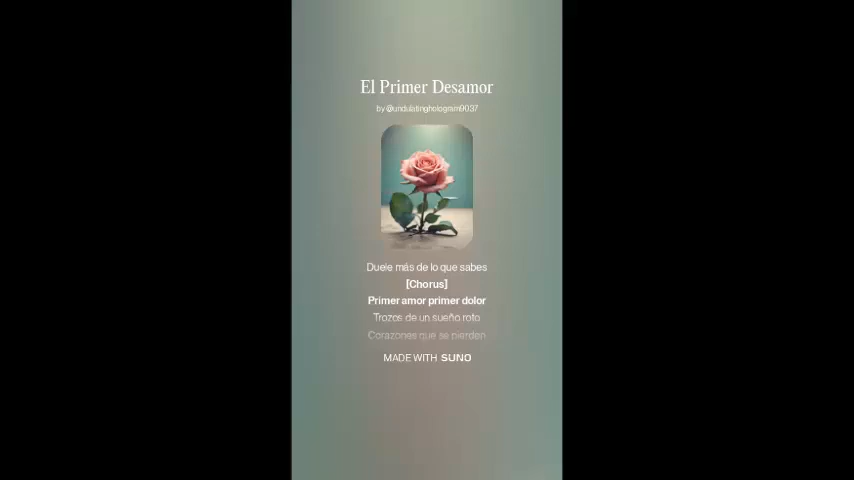 El Primer Desamor
by @undulatinghologram9037
Duele más de lo que sabes
[Chorus]
Primer amor primer dolor
Trozos de un sueño roto
Corazones que se pierden
MADE WITH SUNO